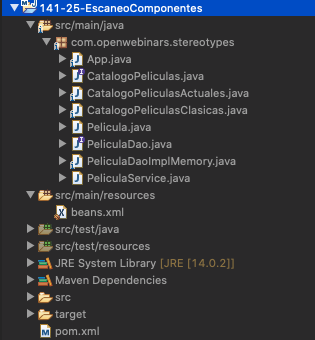 141-25-EscaneoComponentes
src/main/java
com.openwebinars.stereotypes
App.java
CatalogoPeliculas.java
CatalogoPeliculasActuales.java
CatalogoPeliculasClasicas.java
Pelicula.java
PeliculaDao.java
PeliculaDaoImplMemory.java
PeliculaService.java
src/main/resources
beans.xml
src/test/java
src/test/resources
JRE System Library [JRE [14.0.2]]
Maven Dependencies
src
target
pom.xml